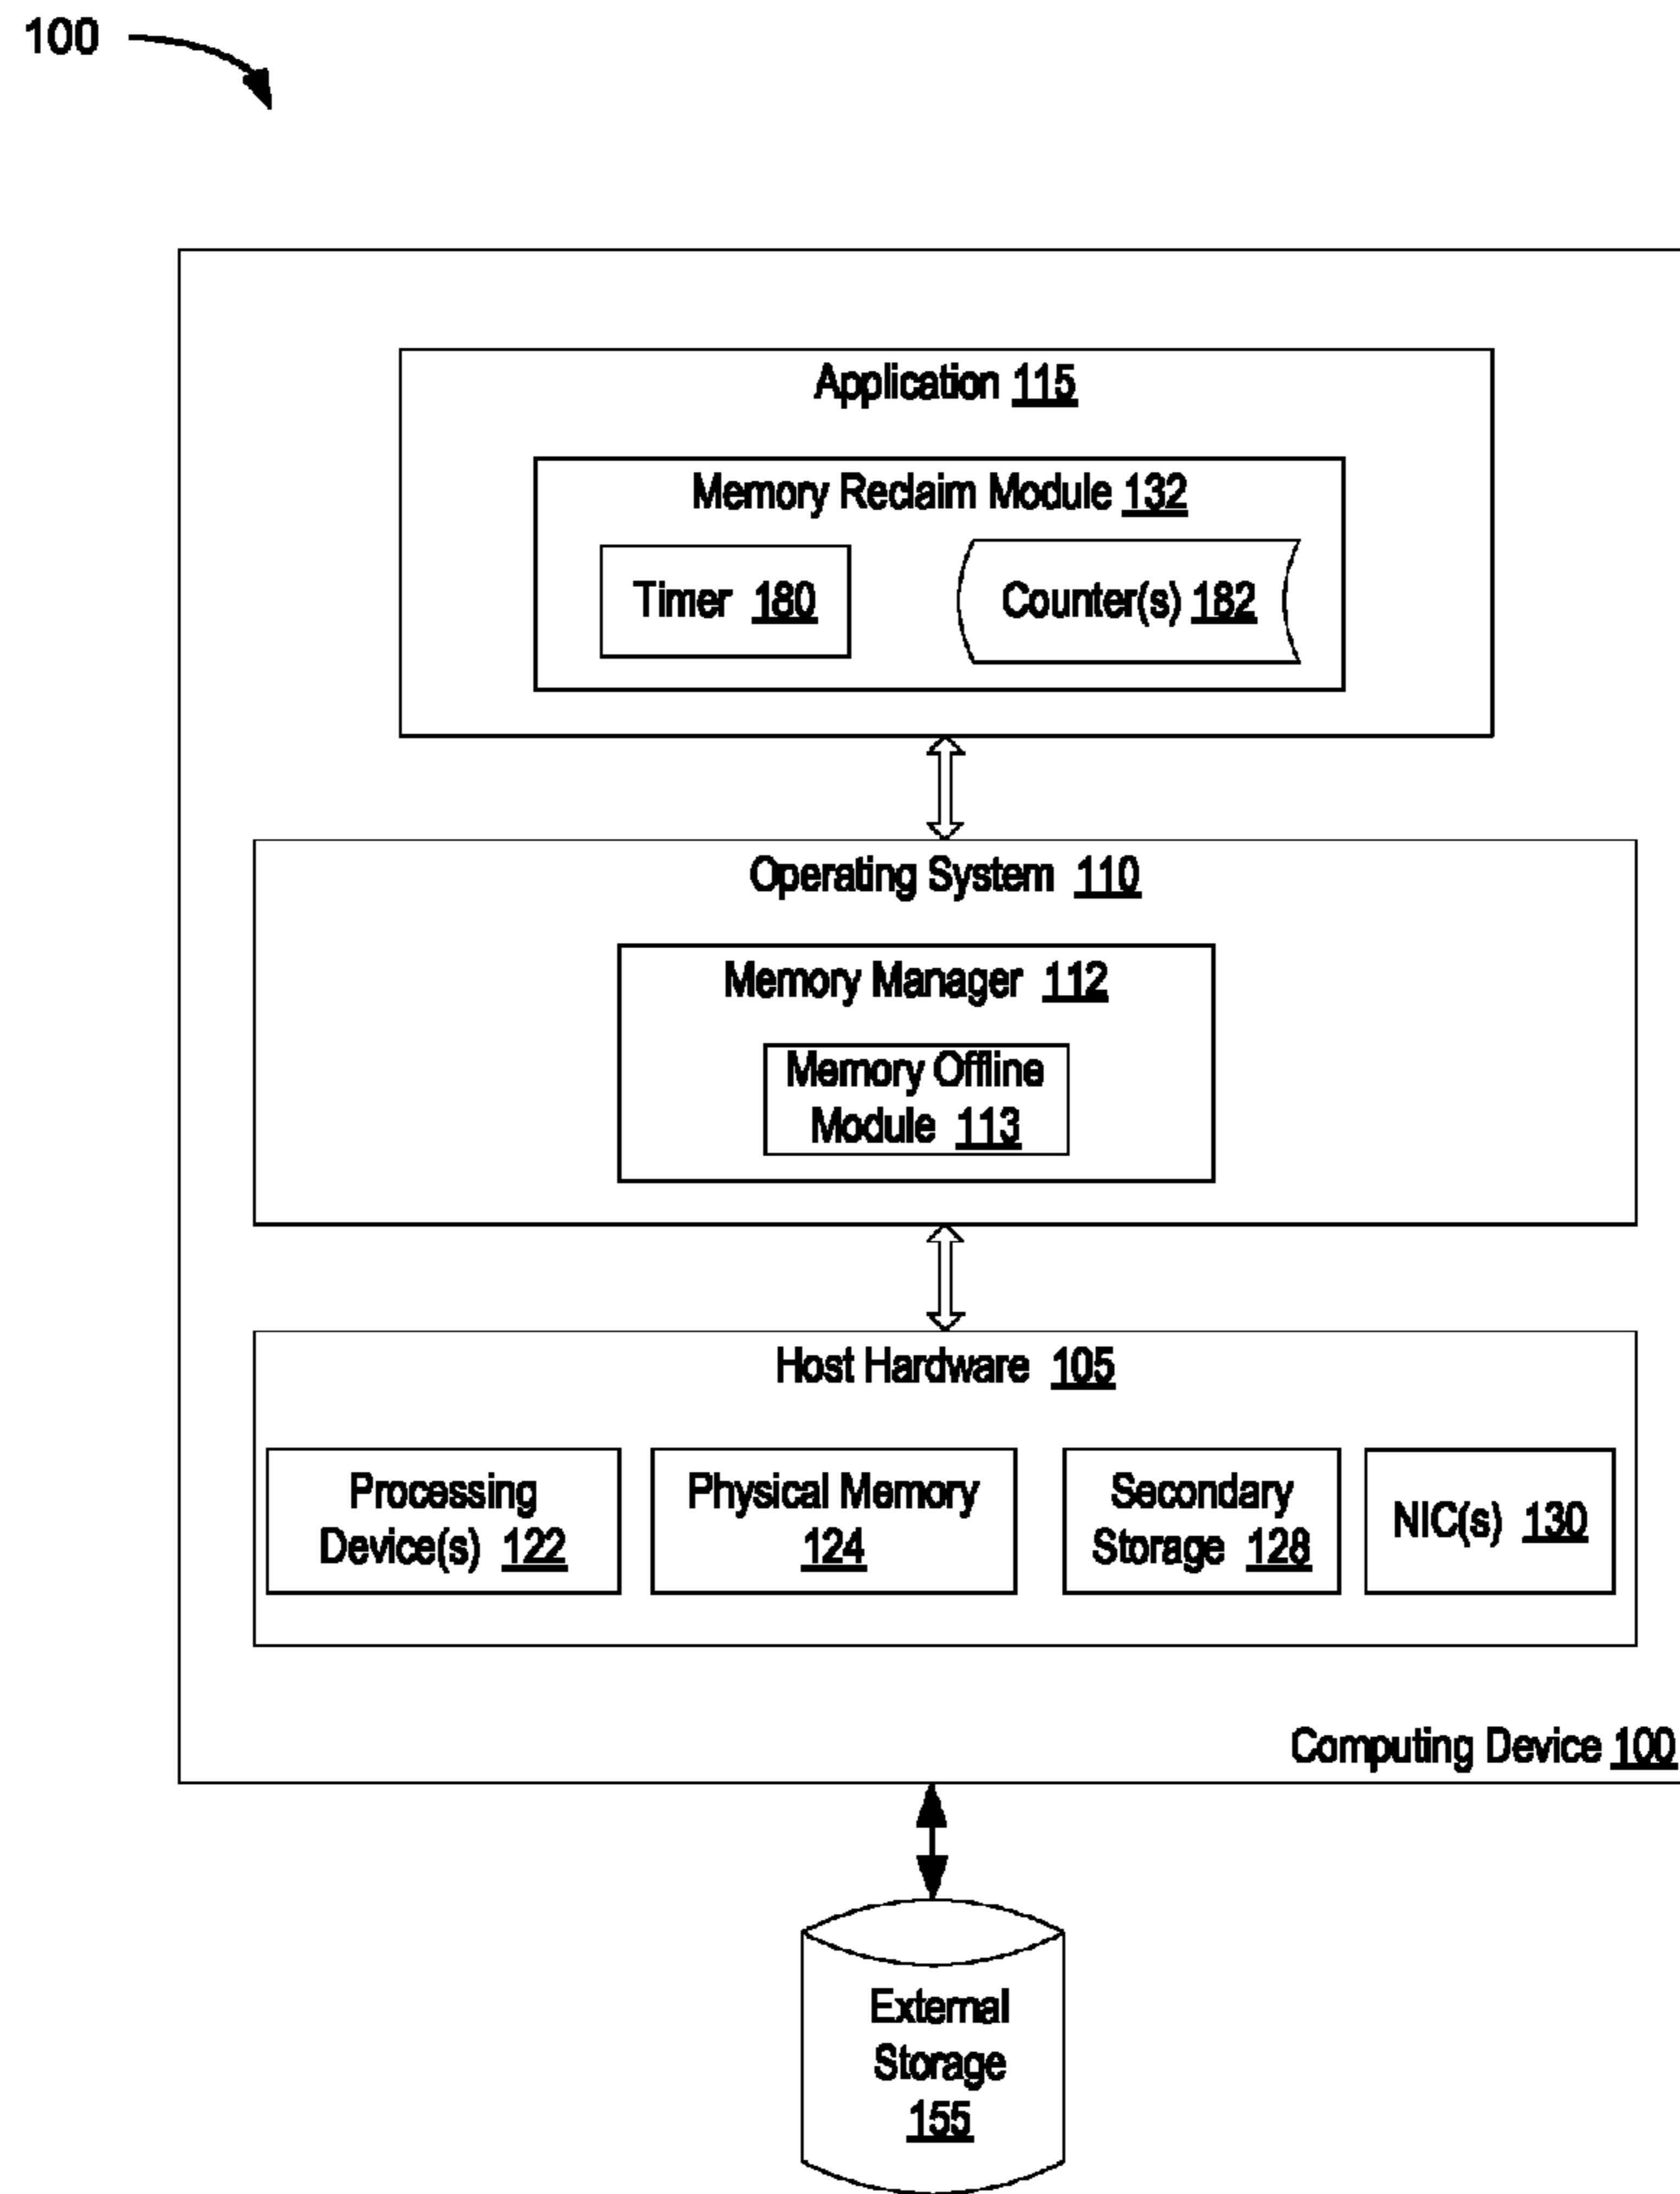 100
Application 115
Memory Reclaim Module 132
Timer 180
Counter(s) 182
Operating System 110
Memory Manager 112
Memory Offline
Module 113
Host Hardware 105
Processing
Device(s) 122
Physical Memory
124
Secondary
Storage 128
NIC(s) 130
Computing Device 100
External
Storage
155